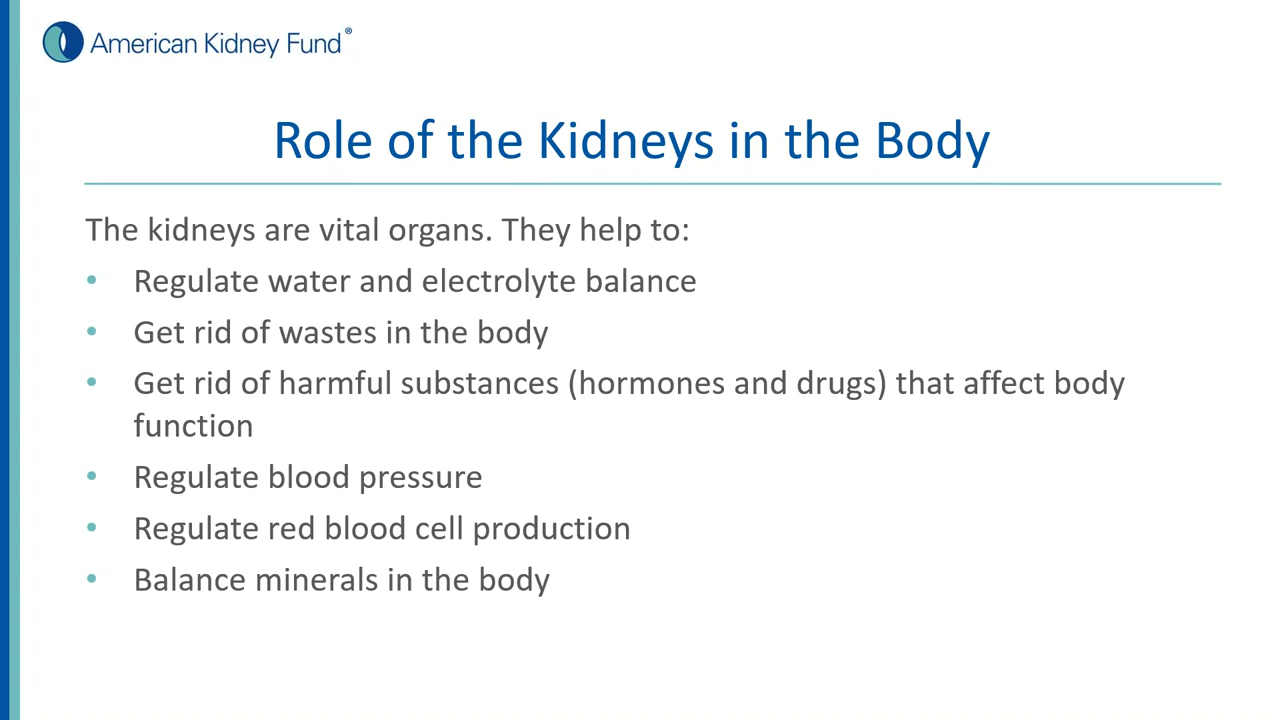 American Kidney Fund®
Role of the Kidneys in the Body
The kidneys are vital organs. They help to:
• Regulate water and electrolyte balance
• Get rid of wastes in the body
• Get rid of harmful substances (hormones and drugs) that affect body
function
• Regulate blood pressure
• Regulate red blood cell production
• Balance minerals in the body